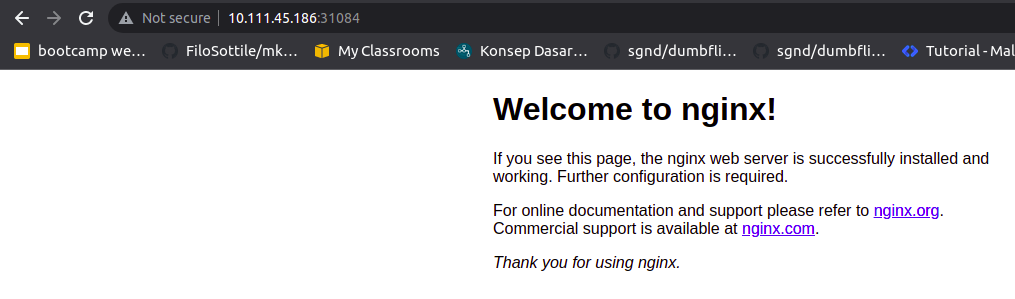 Not secure 10.111.45.186:31084
bootcamp we... FiloSottile/mk... My Classrooms Konsep Dasar... sgnd/dumbfli... sgnd/dumbfli... Tutorial - Mal
Welcome to nginx!
If you see this page, the nginx web server is successfully installed and
working. Further configuration is required.
For online documentation and support please refer to nginx.org.
Commercial support is available at nginx.com.
Thank you for using nginx.